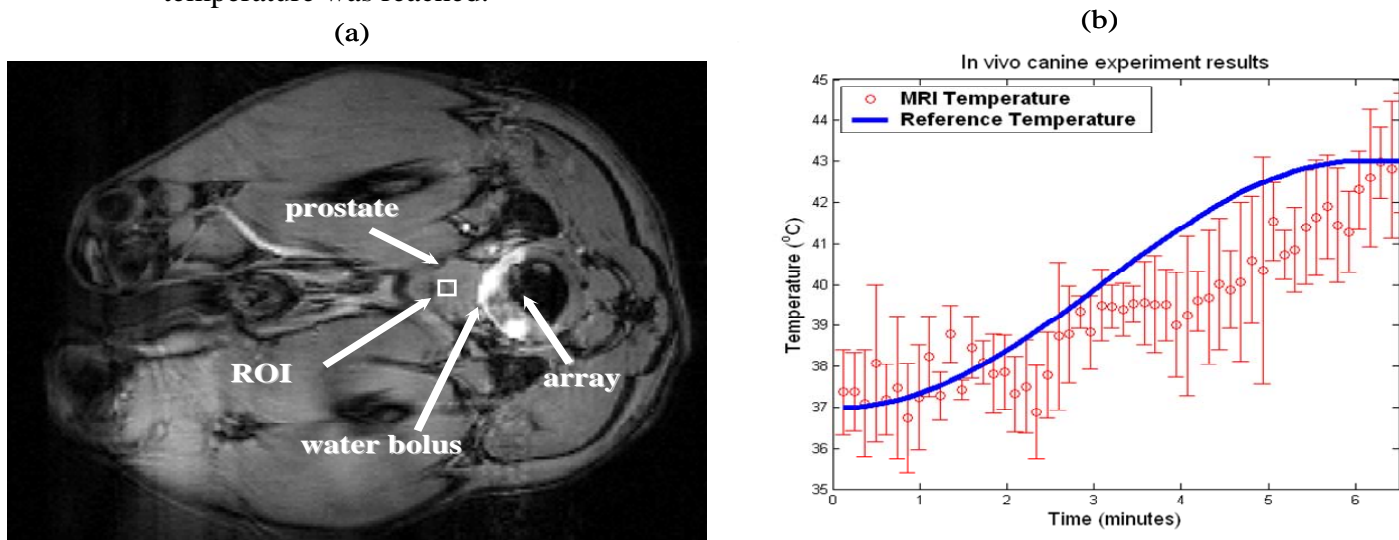 temperature was reached.
(a)
prostate
ROI
array
water bolus
(b)
In vivo canine experiment results
MRI Temperature
Reference Temperature
45
44
43
42
41
40
39
38
37
36
35
Temperature (⁰C)
0 1 2 3 4 5 6
Time (minutes)